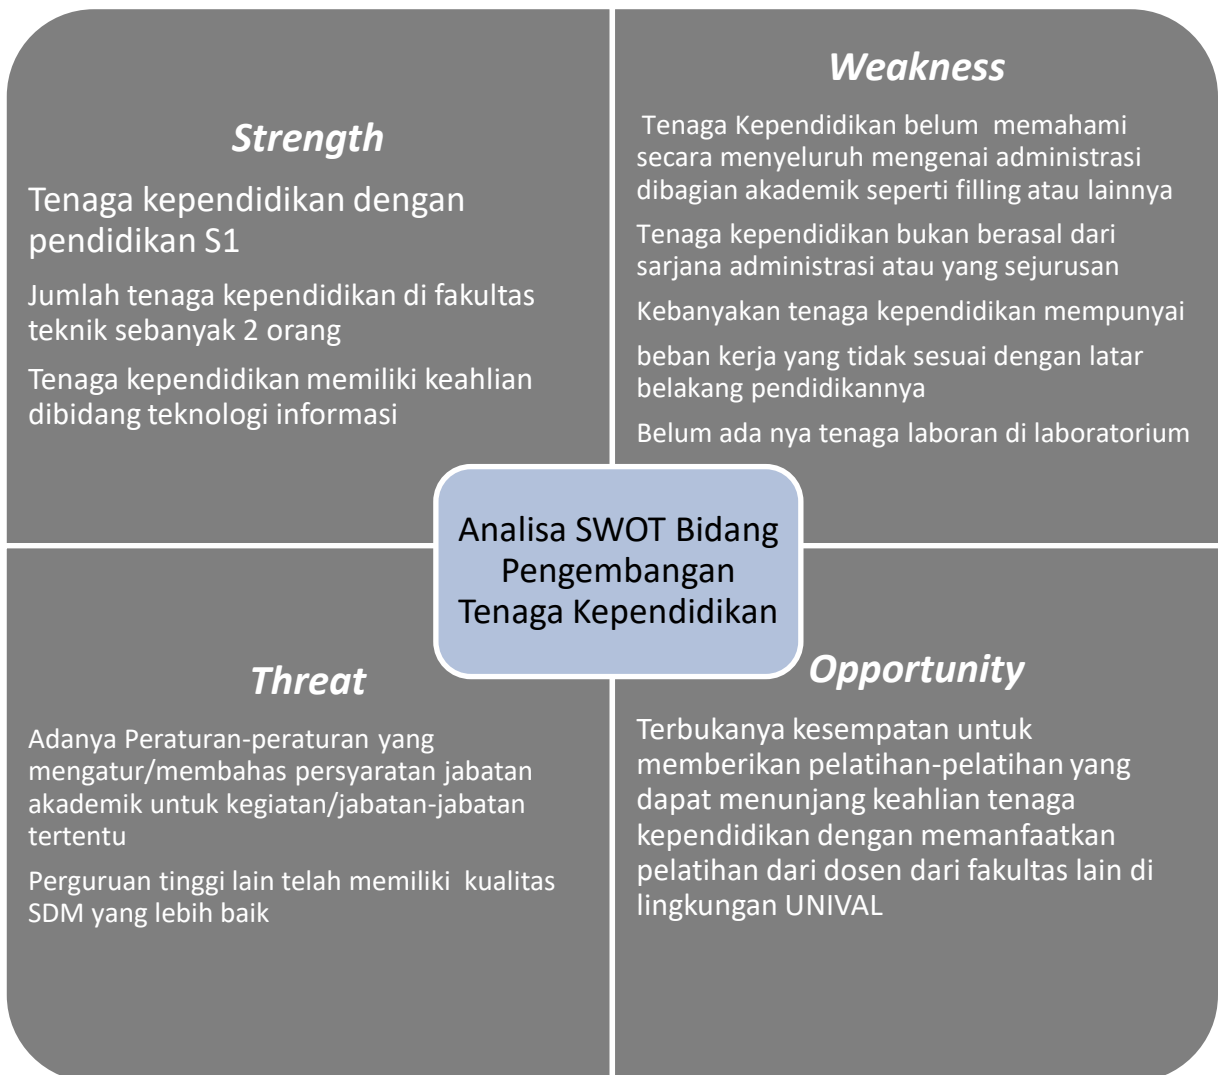 Strength
Tenaga kependidikan dengan
pendidikan S1
Jumlah tenaga kependidikan di fakultas
teknik sebanyak 2 orang
Tenaga kependidikan memiliki keahlian
dibidang teknologi informasi
Weakness
Tenaga Kependidikan belum memahami
secara menyeluruh mengenai administrasi
dibagian akademik seperti filling atau lainnya
Tenaga kependidikan bukan berasal dari
sarjana administrasi atau yang sejurusan
Kebanyakan tenaga kependidikan mempunyai
beban kerja yang tidak sesuai dengan latar
belakang pendidikannya
Belum ada nya tenaga laboran di laboratorium
Analisa SWOT Bidang
Pengembangan
Tenaga Kependidikan
Threat
Adanya Peraturan-peraturan yang
mengatur/membahas persyaratan jabatan
akademik untuk kegiatan/jabatan-jabatan
tertentu
Perguruan tinggi lain telah memiliki kualitas
SDM yang lebih baik
Opportunity
Terbukanya kesempatan untuk
memberikan pelatihan-pelatihan yang
dapat menunjang keahlian tenaga
kependidikan dengan memanfaatkan
pelatihan dari dosen dari fakultas lain di
lingkungan UNIVAL